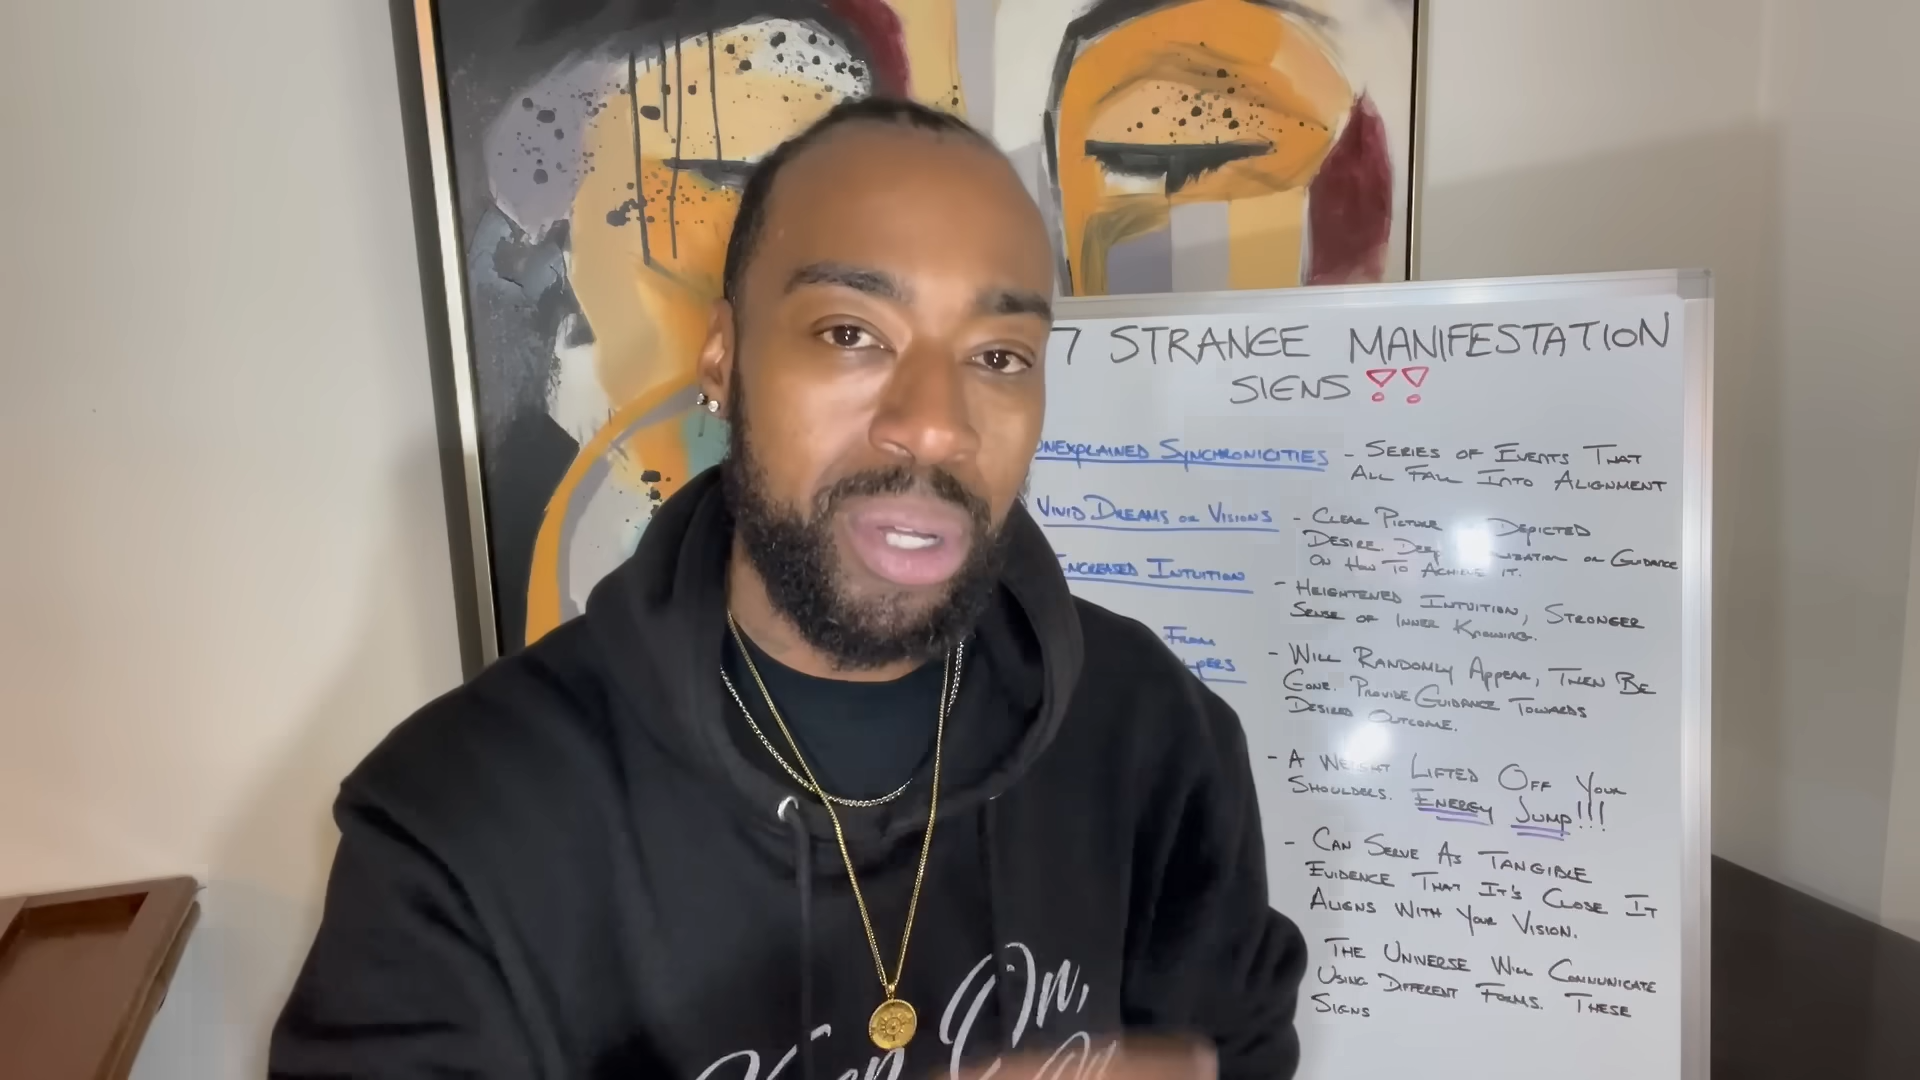 7 STRANGE MANIFESTATION
SIGNS !!
UNEXPLAINED SYNCHRONICITIES - SERIES OF EVENTS THAT
ALL FALL INTO ALIGNMENT
VIVID DREAMS OR VISIONS - CLEAR PICTURE DEPICTED
DESIRE. DEEP OR GUIDANCE
ON HOW TO ACHIEVE IT.
INCREASED INTUITION - HEIGHTENED INTUITION, STRONGER
SENSE OF INNER KNOWING.
FROM
- WILL RANDOMLY APPEAR, THEN BE
GONE. PROVIDE GUIDANCE TOWARDS
DESIRED OUTCOME.
- A WEIGHT LIFTED OFF YOUR
SHOULDERS. ENERGY JUMP!!!
- CAN SERVE AS TANGIBLE
EVIDENCE THAT IT'S CLOSE IT
ALIGNS WITH YOUR VISION.
THE UNIVERSE WILL COMMUNICATE
USING DIFFERENT FORMS. THESE
SIGNS
On,